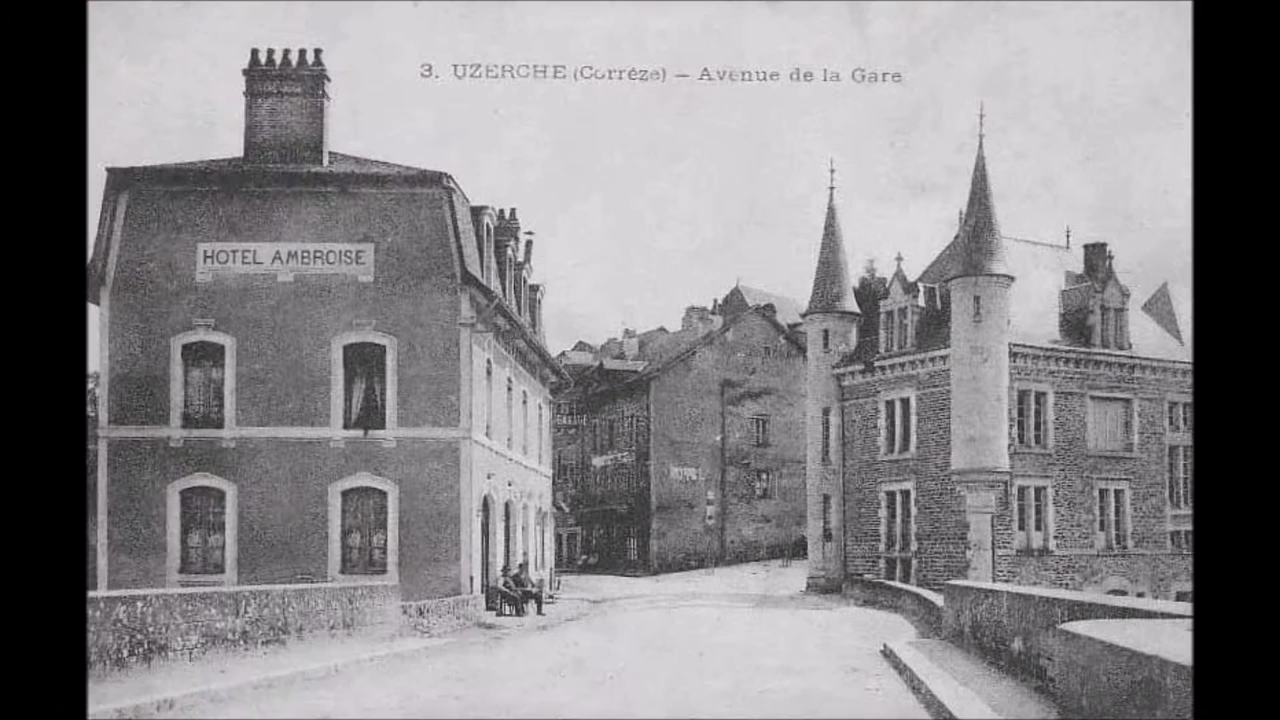 3. UZERCHE (Corrèze) — Avenue de la Gare
HOTEL AMBROISE